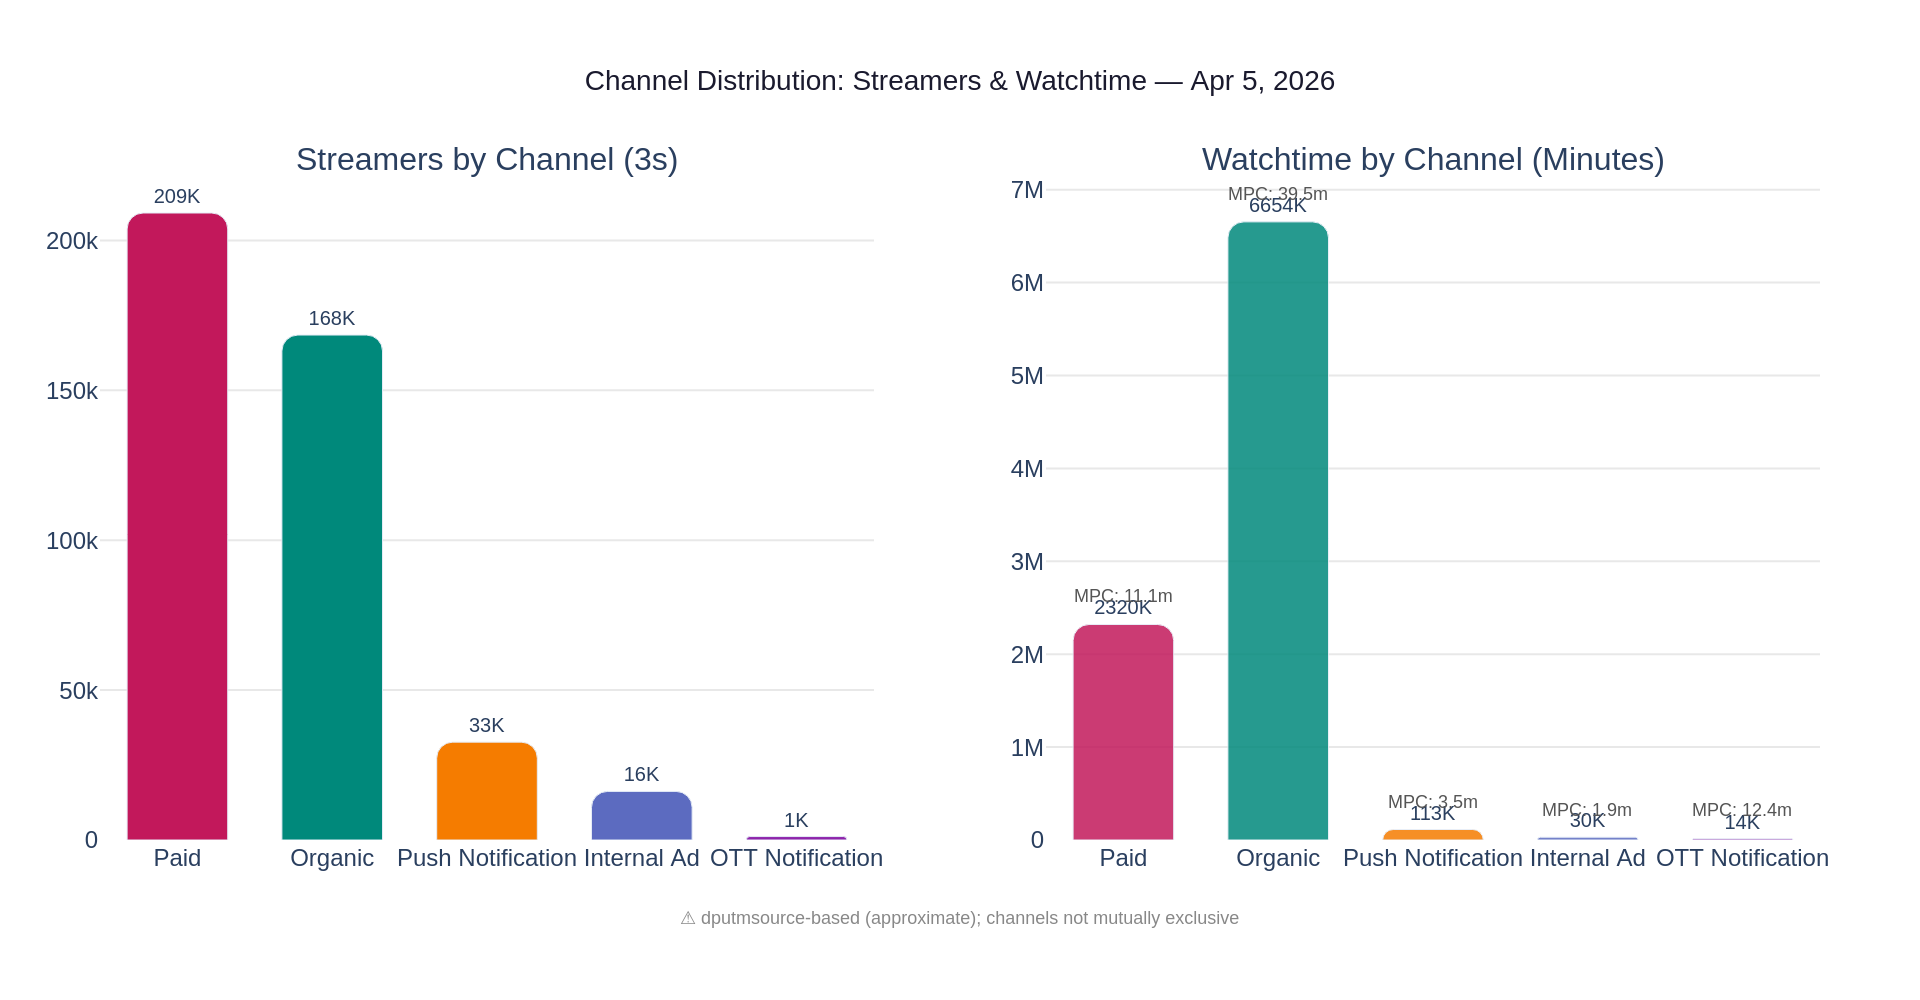 Channel Distribution: Streamers & Watchtime — Apr 5, 2026
Streamers by Channel (3s)
209K
200k
168K
150k
100k
50k
33K
16K
1K
0
Paid
Organic
Push Notification
Internal Ad
OTT Notification
Watchtime by Channel (Minutes)
7M
MPC: 39.5m
6654K
6M
5M
4M
3M
MPC: 11.1m
2320K
2M
1M
MPC: 3.5m
113K
MPC: 1.9m
30K
MPC: 12.4m
14K
0
Paid
Organic
Push Notification
Internal Ad
OTT Notification
⚠ dputmsource-based (approximate); channels not mutually exclusive